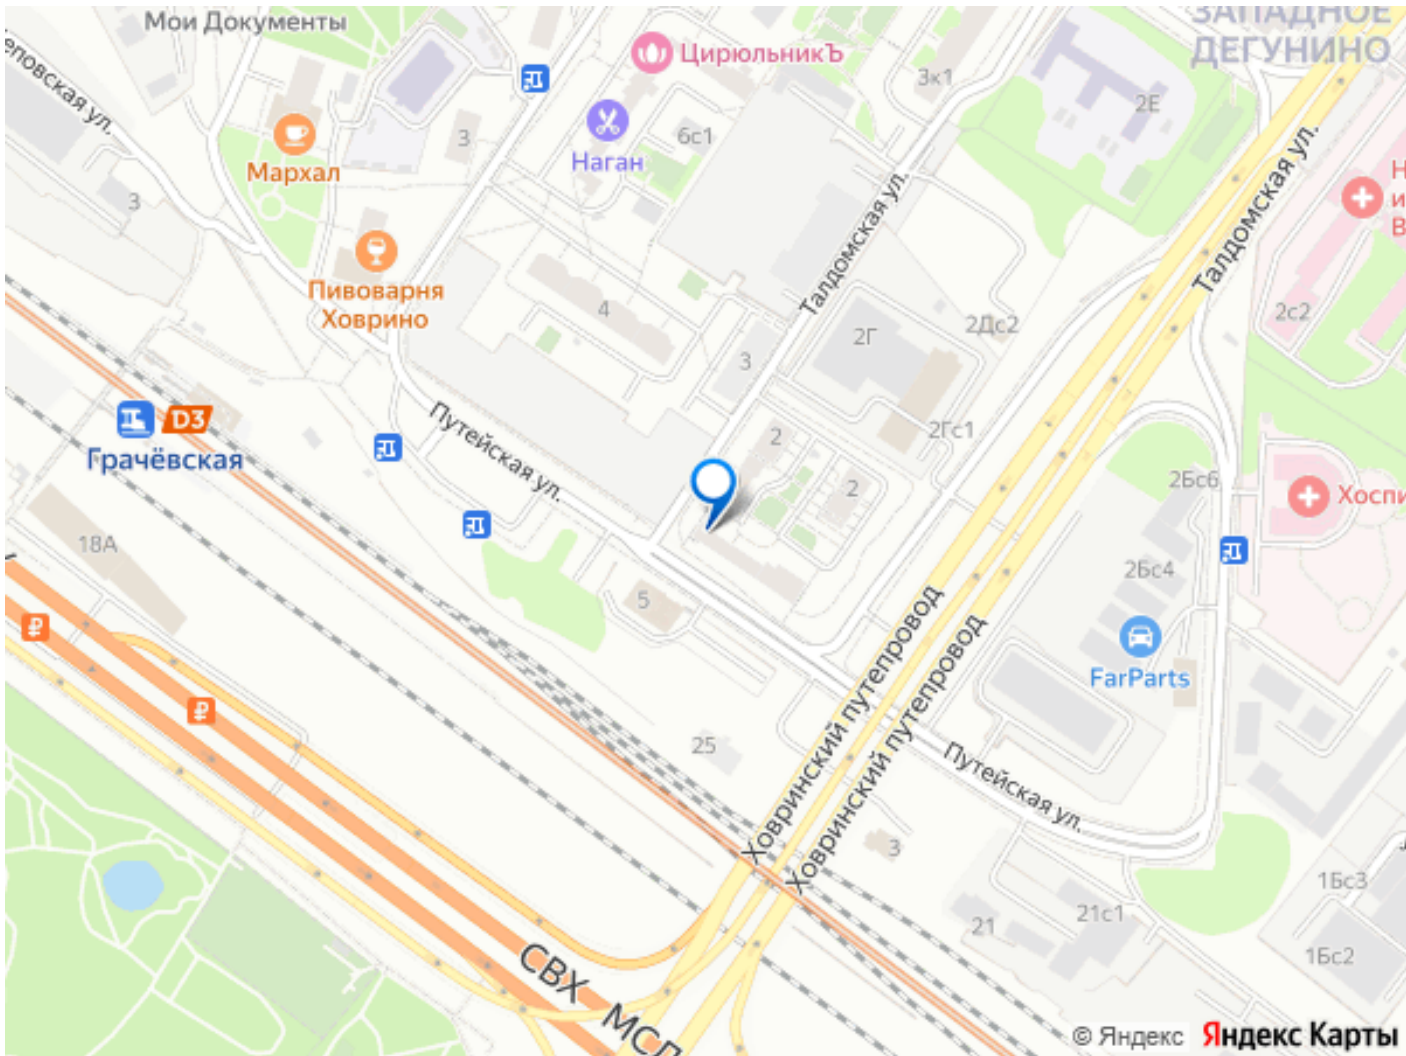 Мои Документы
ЗАПАДНОЕ
ДЕГУНИНО
ЦирюльникЪ
3к1
2Е
еповская ул.
Мархал
3
Наган
6с1
Талдомская ул.
Талдомская ул.
3
Пивоварня
Ховрино
4
3
2Г
2Дс2
2с2
D3
Грачёвская
Путейская ул.
2
2Гс1
2
2Бс6
Хоспи
18А
5
2Бс4
FarParts
₽
₽
25
Ховринский путепровод
Ховринский путепровод
Путейская ул.
3
21
21с1
1Бс3
1Бс2
СВХ МСД
© Яндекс Яндекс Карты